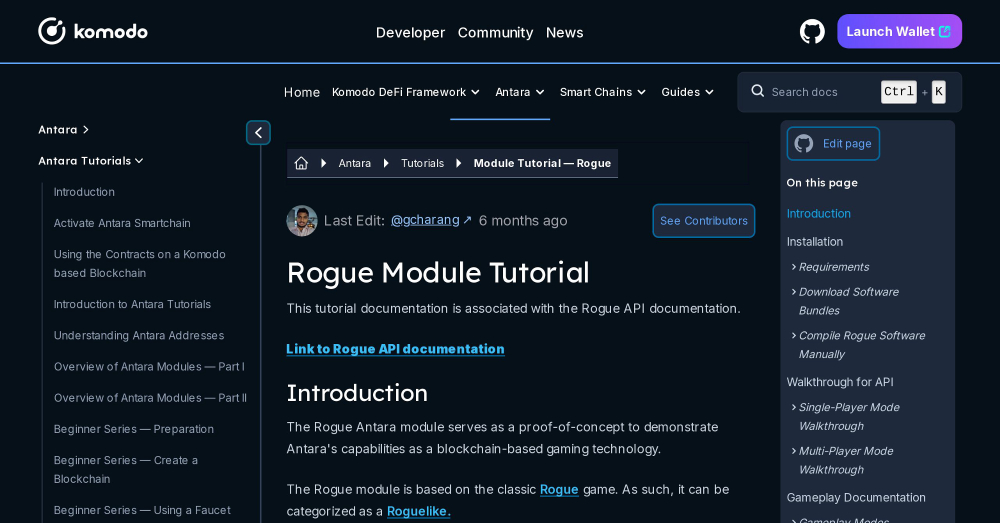 komodo
Developer Community News
Launch Wallet
Home Komodo DeFi Framework Antara Smart Chains Guides
Search docs Ctrl + K
Antara
Antara Tutorials
Introduction
Activate Antara Smartchain
Using the Contracts on a Komodo
based Blockchain
Introduction to Antara Tutorials
Understanding Antara Addresses
Overview of Antara Modules — Part I
Overview of Antara Modules — Part II
Beginner Series — Preparation
Beginner Series — Create a
Blockchain
Beginner Series — Using a Faucet
Antara Tutorials Module Tutorial — Rogue
Last Edit: @gcharang ↗ 6 months ago
See Contributors
Rogue Module Tutorial
This tutorial documentation is associated with the Rogue API documentation.
Link to Rogue API documentation
Introduction
The Rogue Antara module serves as a proof-of-concept to demonstrate
Antara's capabilities as a blockchain-based gaming technology.
The Rogue module is based on the classic Rogue game. As such, it can be
categorized as a Roguelike.
Edit page
On this page
Introduction
Installation
Requirements
Download Software
Bundles
Compile Rogue Software
Manually
Walkthrough for API
Single-Player Mode
Walkthrough
Multi-Player Mode
Walkthrough
Gameplay Documentation
Gameplay Modes